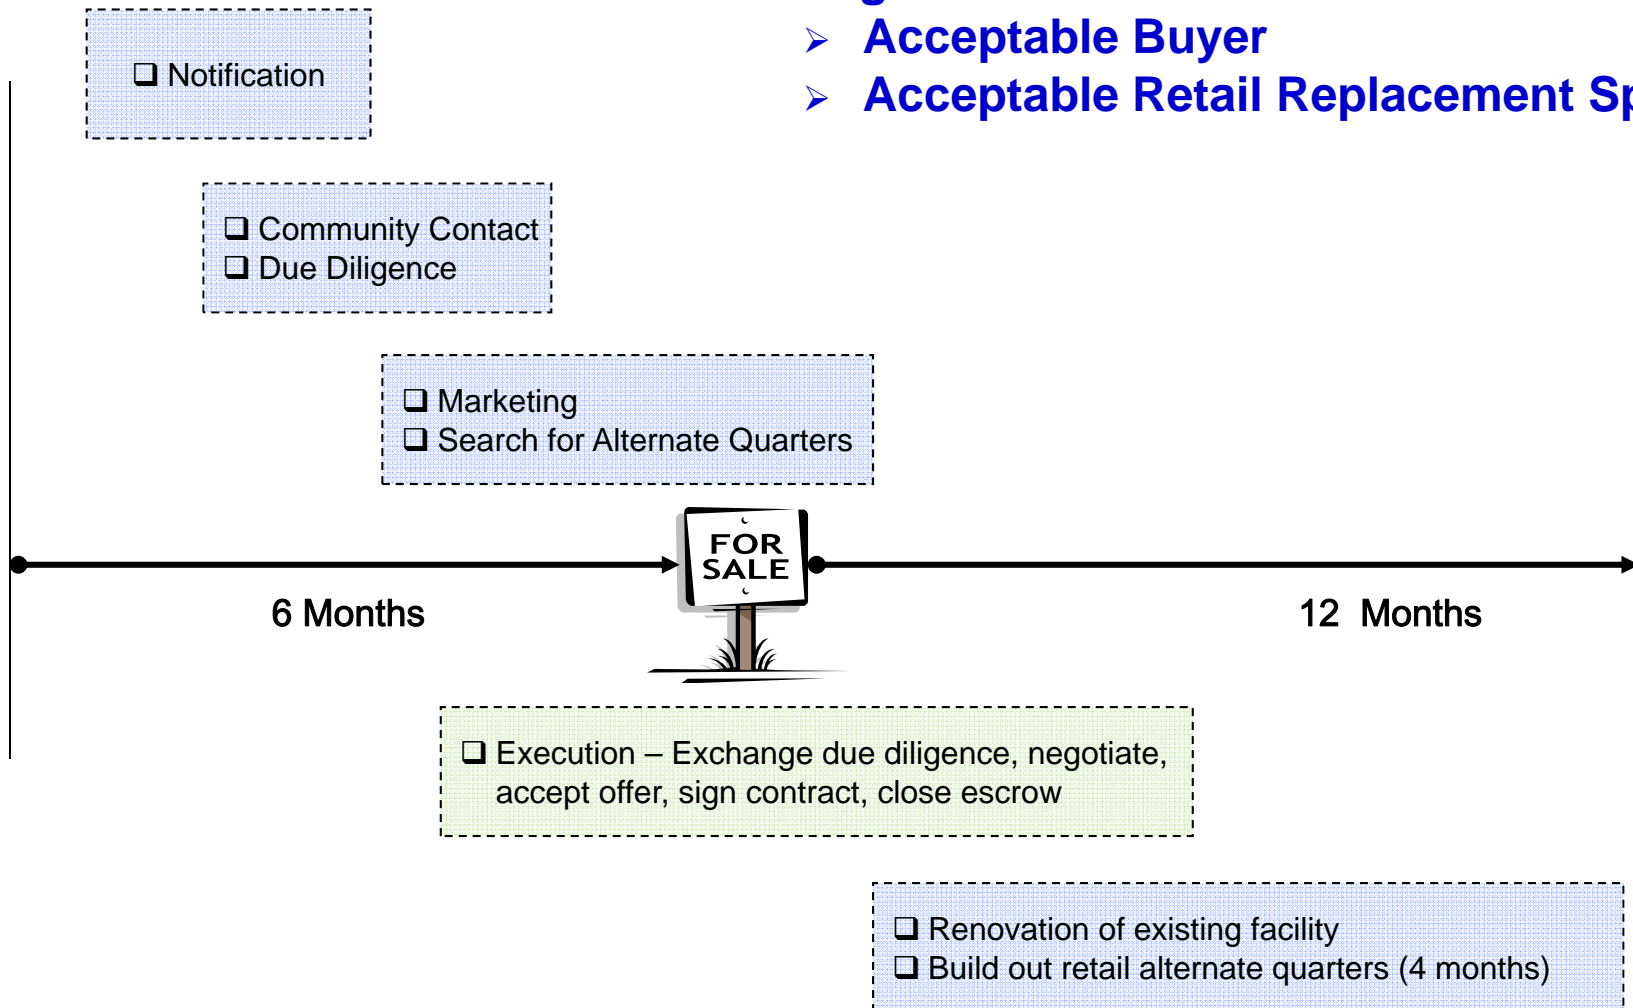 ➢ Acceptable Buyer
➢ Acceptable Retail Replacement
❑ Notification
❑ Community Contact
❑ Due Diligence
❑ Marketing
❑ Search for Alternate Quarters
FOR
SALE
6 Months
12 Months
❑ Execution – Exchange due diligence, negotiate,
accept offer, sign contract, close escrow
❑ Renovation of existing facility
❑ Build out retail alternate quarters (4 months)